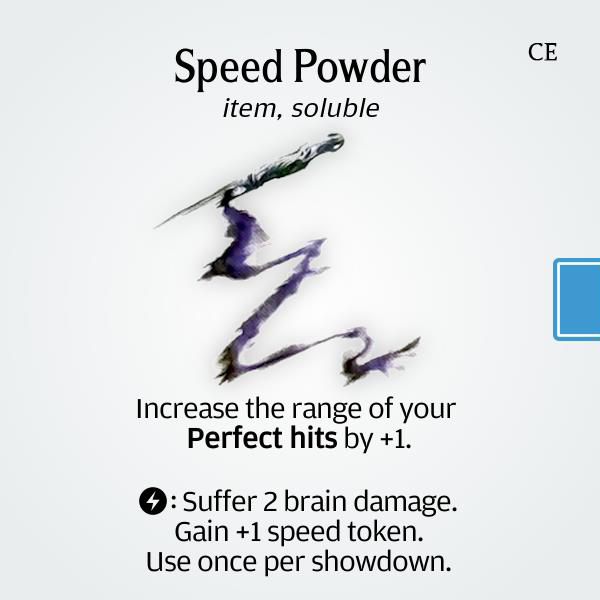 Speed Powder
CE
item, soluble
Increase the range of your
Perfect hits by +1.
: Suffer 2 brain damage.
Gain +1 speed token.
Use once per showdown.